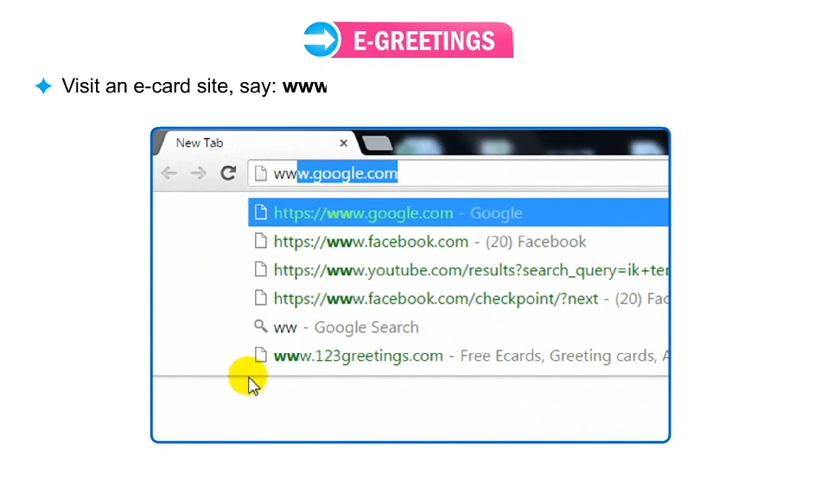 E-GREETINGS
Visit an e-card site, say: www
New Tab
www.google.com
https://www.google.com - Google
https://www.facebook.com - (20) Facebook
https://www.youtube.com/results?search_query=ik+ter
https://www.facebook.com/checkpoint/?next - (20) Fac
ww - Google Search
www.123greetings.com - Free Ecards, Greeting cards, A